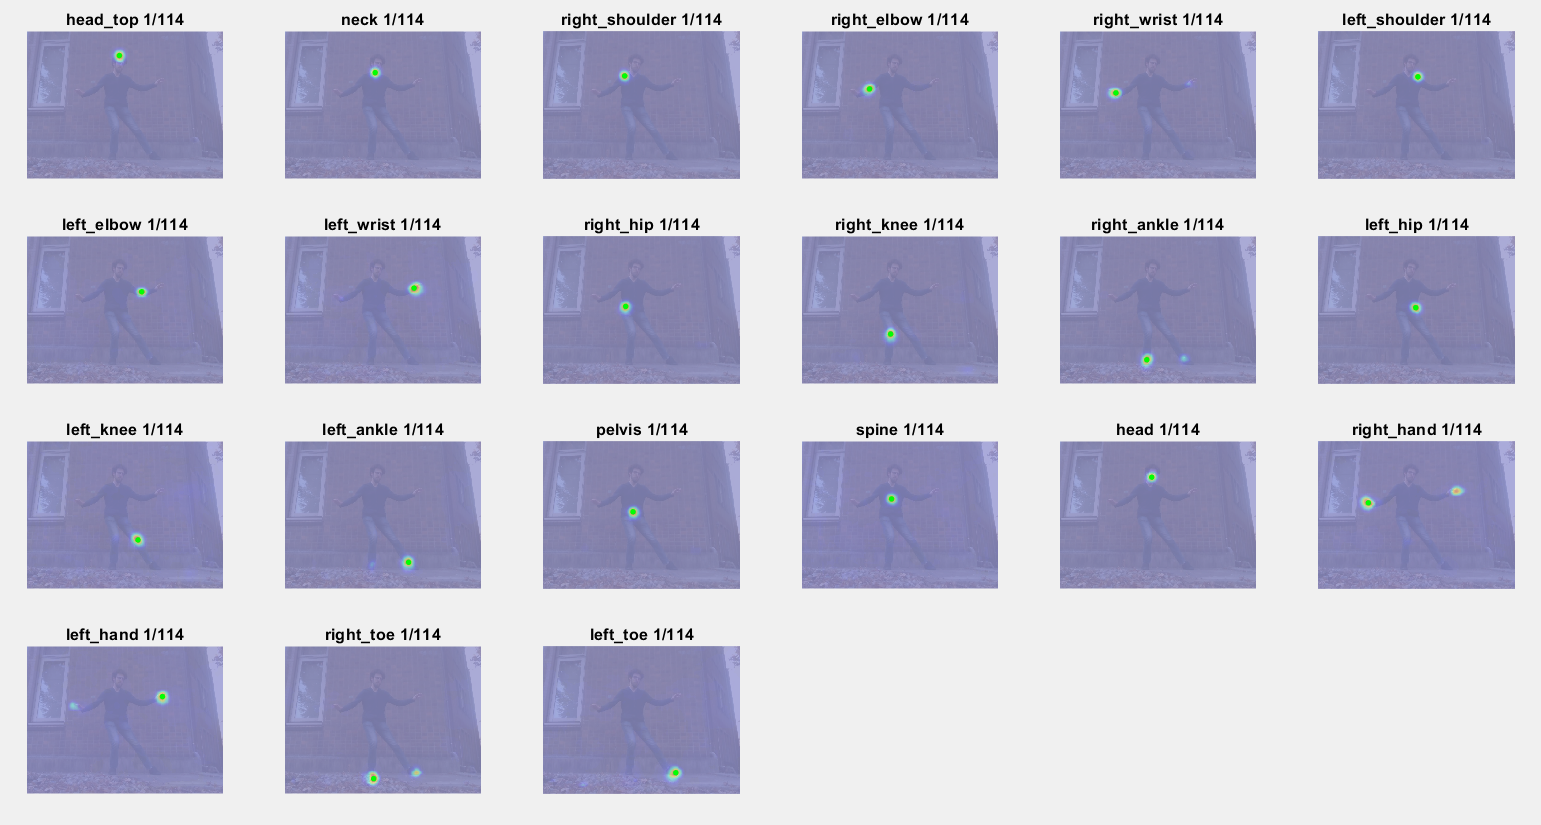 head_top 1/114
neck 1/114
right_shoulder 1/114
right_elbow 1/114
right_wrist 1/114
left_shoulder 1/114
left_elbow 1/114
left_wrist 1/114
right_hip 1/114
right_knee 1/114
right_ankle 1/114
left_hip 1/114
left_knee 1/114
left_ankle 1/114
pelvis 1/114
spine 1/114
head 1/114
right_hand 1/114
left_hand 1/114
right_toe 1/114
left_toe 1/114